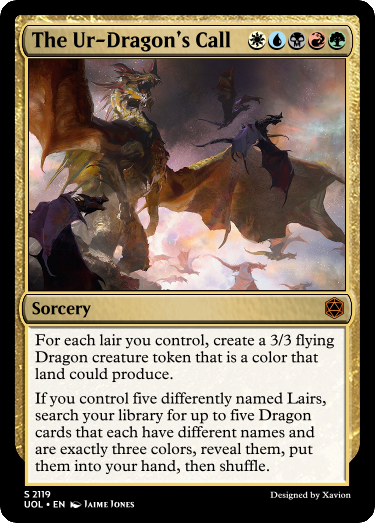 The Ur-Dragon's Call
Sorcery
For each lair you control, create a 3/3 flying
Dragon creature token that is a color that
land could produce.
If you control five differently named Lairs,
search your library for up to five Dragon
cards that each have different names and
are exactly three colors, reveal them, put
them into your hand, then shuffle.
S 2119
UOL • EN Jaime Jones
Designed by Xavion